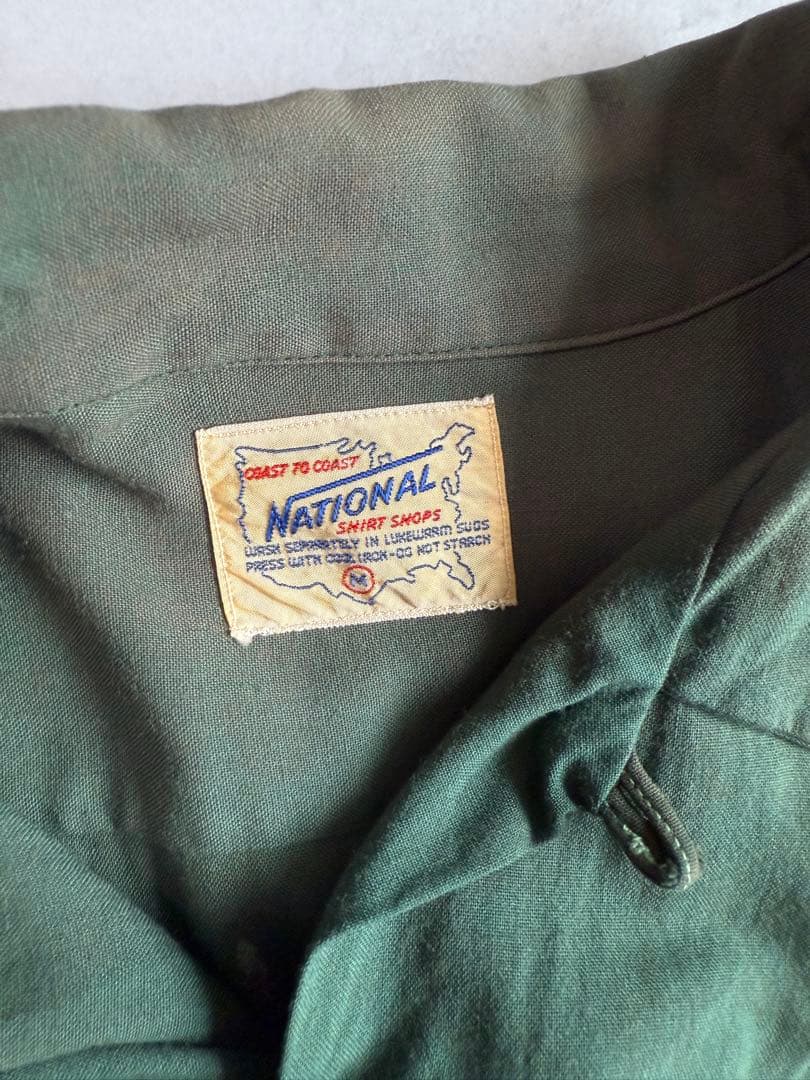 COAST TO COAST
NATIONAL
SHIRT SHOPS
WASH SEPARATELY IN LUKEWARM SUDS
PRESS WITH COOL IRON-DO NOT STARCH
M